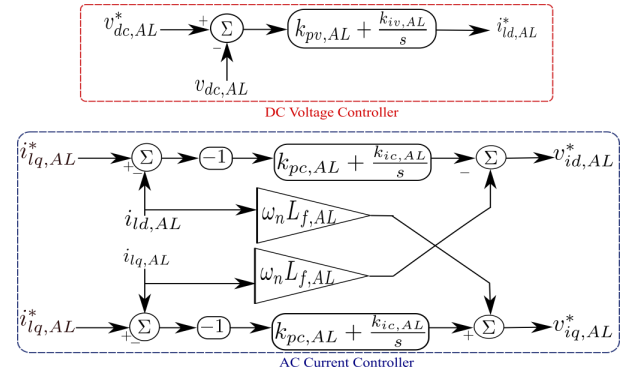 v*dc,AL + Σ − kpv,AL + kiv,AL/s i*ld,AL
vdc,AL
DC Voltage Controller
i*lq,AL +− Σ −1 kpc,AL + kic,AL/s − Σ v*id,AL
ild,AL ωnLf,AL
ilq,AL ωnLf,AL
i*lq,AL +− Σ −1 kpc,AL + kic,AL/s + Σ v*iq,AL
AC Current Controller